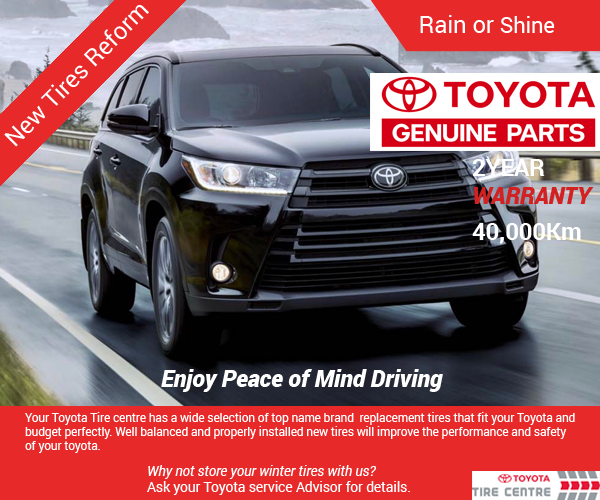 New Tires Reform
Rain or Shine
TOYOTA
GENUINE PARTS
2YEAR
WARRANTY
40,000Km
Enjoy Peace of Mind Driving
Your Toyota Tire centre has a wide selection of top name brand replacement tires that fit your Toyota and
budget perfectly. Well balanced and properly installed new tires will improve the performance and safety
of your toyota.
Why not store your winter tires with us?
Ask your Toyota service Advisor for details.
TOYOTA
TIRE CENTRE